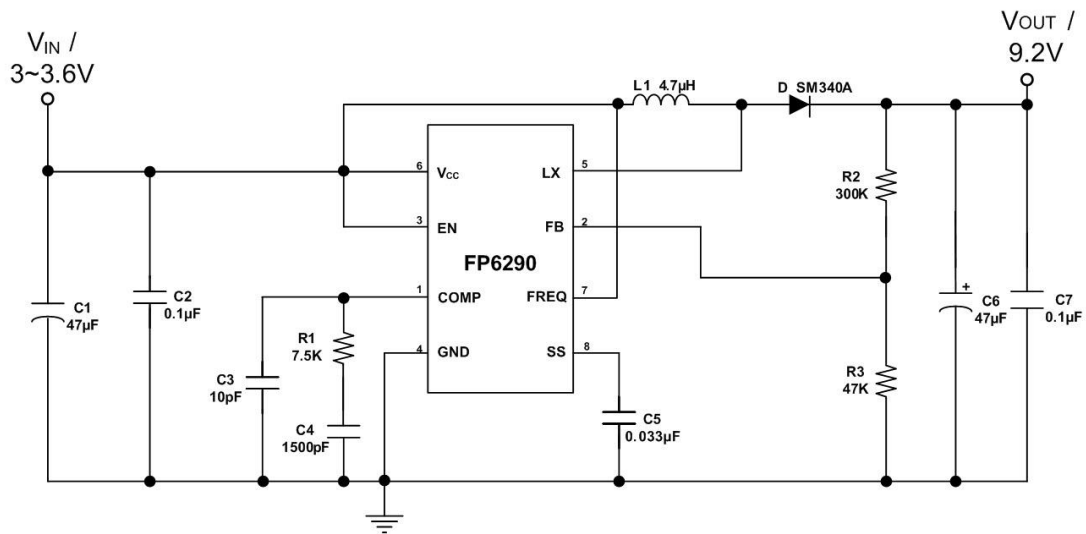 VIN /
3~3.6V
VOUT /
9.2V
L1 4.7µH
D SM340A
6
VCC
LX
5
3
EN
FB
2
FP6290
1
COMP
FREQ
7
4
GND
SS
8
C1
47µF
C2
0.1µF
C3
10pF
R1
7.5K
C4
1500pF
C5
0.033µF
R2
300K
R3
47K
+
C6
47µF
C7
0.1µF